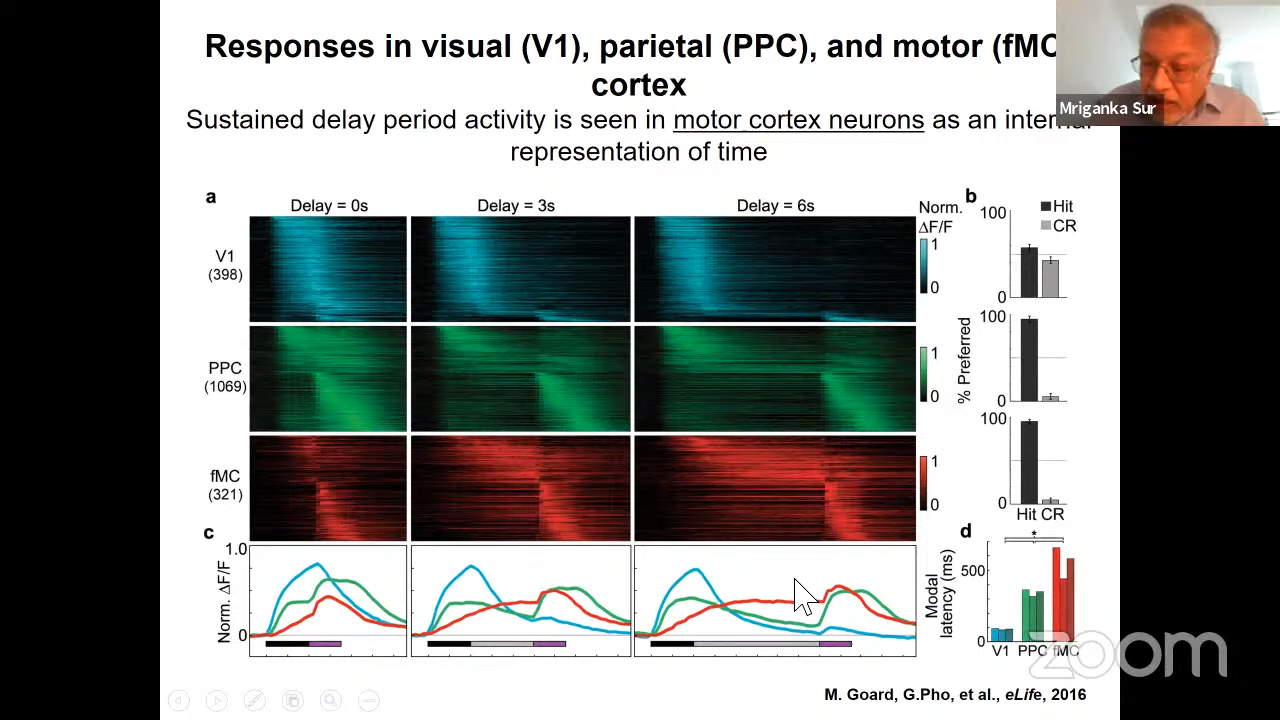 Responses in visual (V1), parietal (PPC), and motor (fMC
cortex
Mriganka Sur
Sustained delay period activity is seen in motor cortex neurons as an internal
representation of time
a
Delay = 0s
Delay = 3s
Delay = 6s
Norm.
ΔF/F
1
0
V1
(398)
PPC
(1069)
1
0
fMC
(321)
1
0
b
Hit
CR
100
0
100
0
100
0
% Preferred
Hit CR
c
1.0
0
Norm. ΔF/F
d
*
500
0
Modal
latency (ms)
V1 PPC fMC
zoom
M. Goard, G.Pho, et al., eLife, 2016